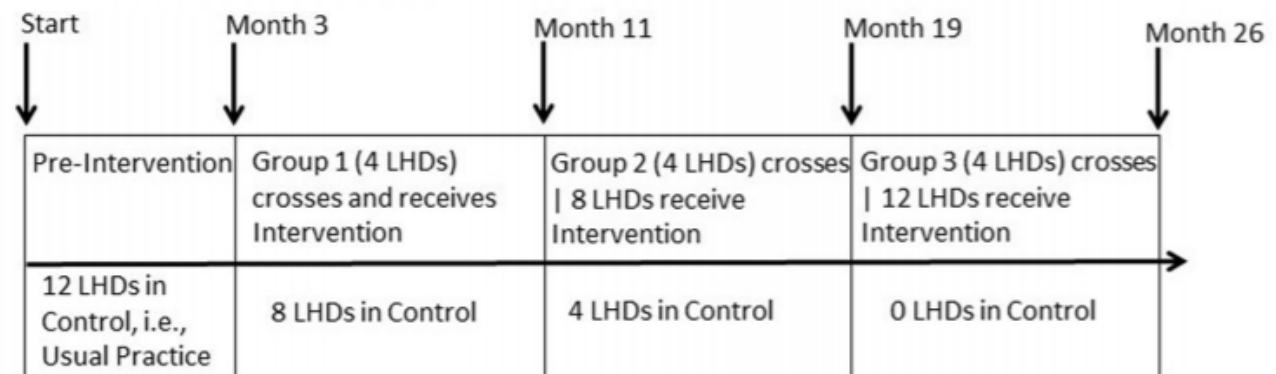 Start
Month 3
Month 11
Month 19
Month 26
Pre-Intervention
Group 1 (4 LHDs)
crosses and receives
Intervention
Group 2 (4 LHDs) crosses
| 8 LHDs receive
Intervention
Group 3 (4 LHDs) crosses
| 12 LHDs receive
Intervention
12 LHDs in
Control, i.e.,
Usual Practice
8 LHDs in Control
4 LHDs in Control
0 LHDs in Control